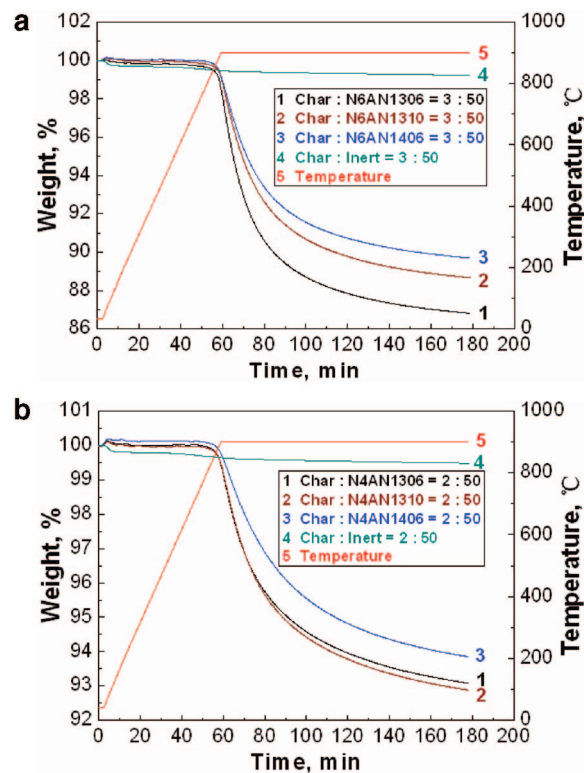 a
102
100
98
96
94
92
90
88
86
Weight, %
1000
800
600
400
200
0
Temperature, ℃
5
4
1 Char : N6AN1306 = 3 : 50
2 Char : N6AN1310 = 3 : 50
3 Char : N6AN1406 = 3 : 50
4 Char : Inert = 3 : 50
5 Temperature
3
2
1
0 20 40 60 80 100 120 140 160 180 200
Time, min
b
101
100
99
98
97
96
95
94
93
92
Weight, %
1000
800
600
400
200
0
Temperature, ℃
5
4
1 Char : N4AN1306 = 2 : 50
2 Char : N4AN1310 = 2 : 50
3 Char : N4AN1406 = 2 : 50
4 Char : Inert = 2 : 50
5 Temperature
3
1
2
0 20 40 60 80 100 120 140 160 180 200
Time, min